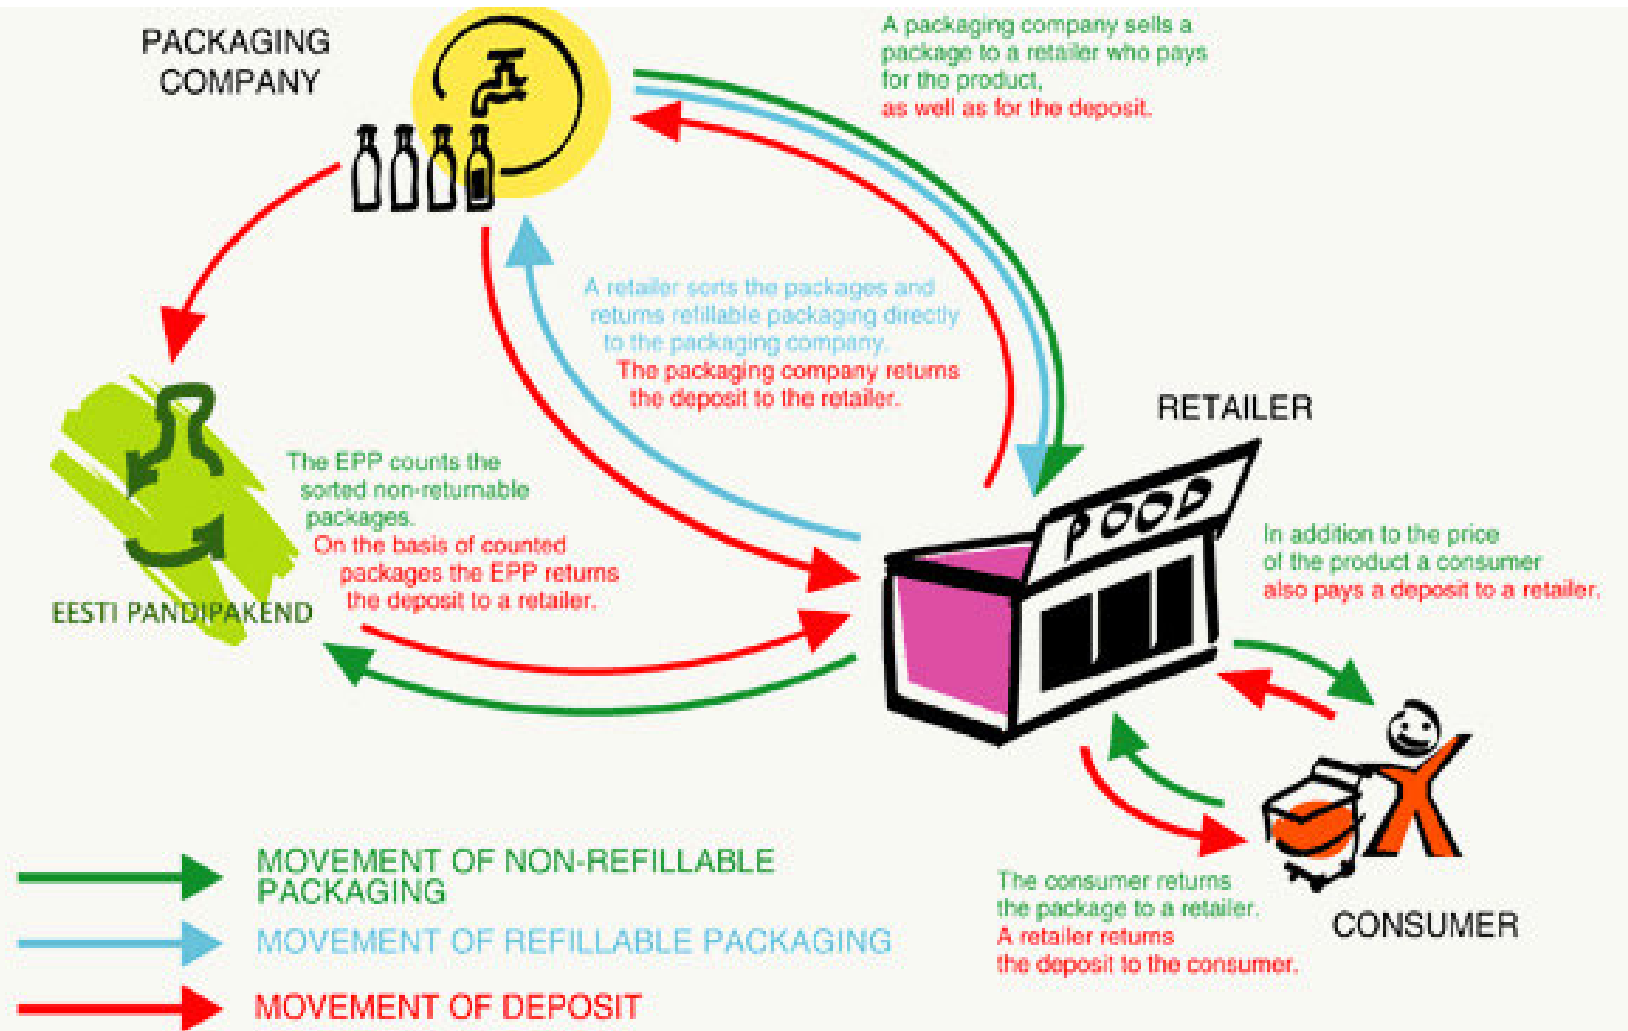 PACKAGING
COMPANY
A packaging company sells a
package to a retailer who pays
for the product,
as well as for the deposit.
A retailer sorts the packages and
returns refillable packaging directly
to the packaging company.
The packaging company returns
the deposit to the retailer.
RETAILER
POOD
The EPP counts the
sorted non-returnable
packages.
On the basis of counted
packages the EPP returns
the deposit to a retailer.
EESTI PANDIPAKEND
In addition to the price
of the product a consumer
also pays a deposit to a retailer.
The consumer returns
the package to a retailer.
A retailer returns
the deposit to the consumer.
CONSUMER
MOVEMENT OF NON-REFILLABLE
PACKAGING
MOVEMENT OF REFILLABLE PACKAGING
MOVEMENT OF DEPOSIT